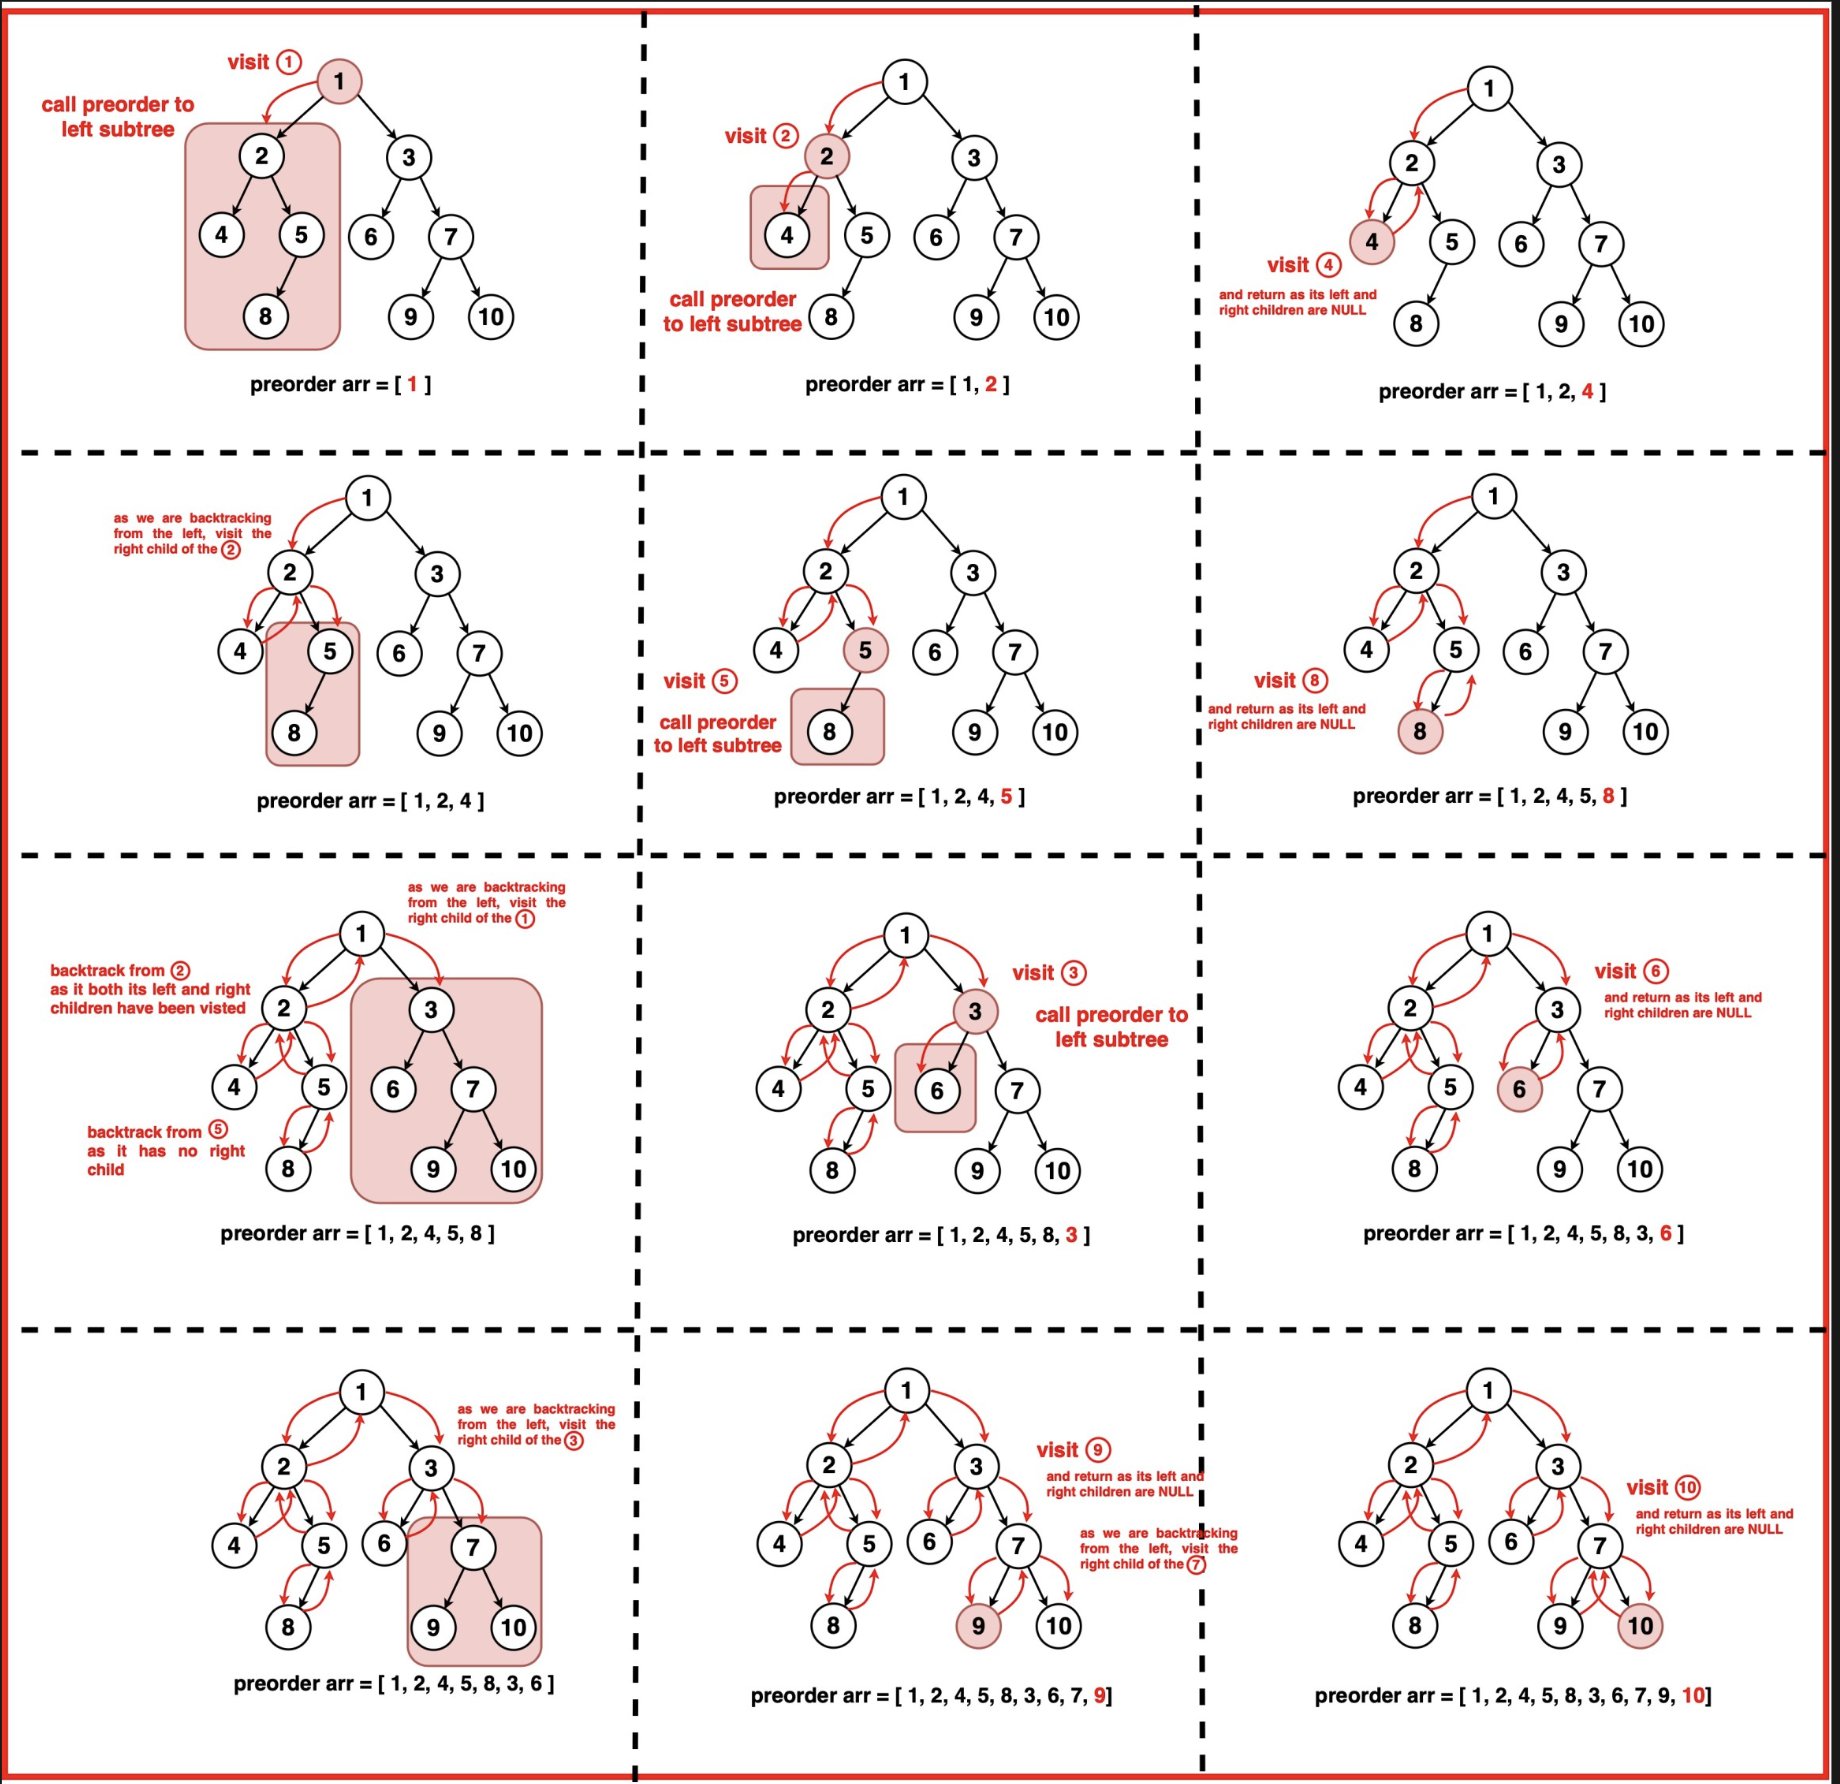 visit 1
1
call preorder to
left subtree
2
3
4
5
6
7
8
9
10
preorder arr = [ 1 ]
1
visit 2
2
3
4
5
6
7
call preorder
to left subtree
8
9
10
preorder arr = [ 1, 2 ]
1
2
3
4
5
6
7
visit 4
and return as its left and
right children are NULL
8
9
10
preorder arr = [ 1, 2, 4 ]
1
as we are backtracking
from the left, visit the
right child of the 2
2
3
4
5
6
7
8
9
10
preorder arr = [ 1, 2, 4 ]
1
2
3
4
5
6
7
visit 5
call preorder
to left subtree
8
9
10
preorder arr = [ 1, 2, 4, 5 ]
1
2
3
4
5
6
7
visit 8
and return as its left and
right children are NULL
8
9
10
preorder arr = [ 1, 2, 4, 5, 8 ]
as we are backtracking
from the left, visit the
right child of the 1
1
backtrack from 2
as it both its left and right
children have been visted
2
3
4
5
6
7
backtrack from 5
as it has no right
child
8
9
10
preorder arr = [ 1, 2, 4, 5, 8 ]
1
visit 3
2
3
call preorder to
left subtree
4
5
6
7
8
9
10
preorder arr = [ 1, 2, 4, 5, 8, 3 ]
1
visit 6
and return as its left and
right children are NULL
2
3
4
5
6
7
8
9
10
preorder arr = [ 1, 2, 4, 5, 8, 3, 6 ]
1
as we are backtracking
from the left, visit the
right child of the 3
2
3
4
5
6
7
8
9
10
preorder arr = [ 1, 2, 4, 5, 8, 3, 6 ]
1
visit 9
and return as its left and
right children are NULL
2
3
as we are backtracking
from the left, visit the
right child of the 7
4
5
6
7
8
9
10
preorder arr = [ 1, 2, 4, 5, 8, 3, 6, 7, 9]
1
2
3
visit 10
and return as its left and
right children are NULL
4
5
6
7
8
9
10
preorder arr = [ 1, 2, 4, 5, 8, 3, 6, 7, 9, 10]